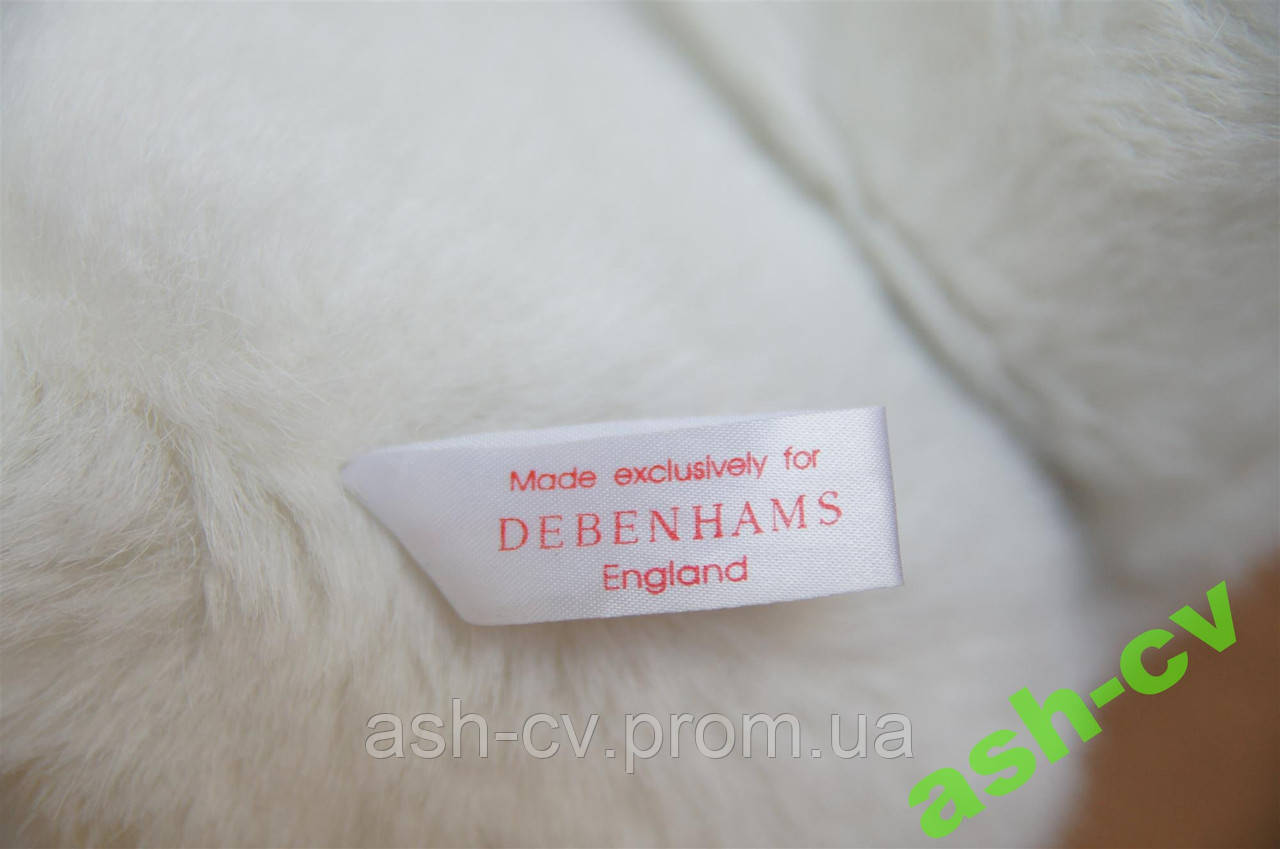 Made exclusively for
DEBENHAMS
England
ash-cv.prom.ua
ash-cv